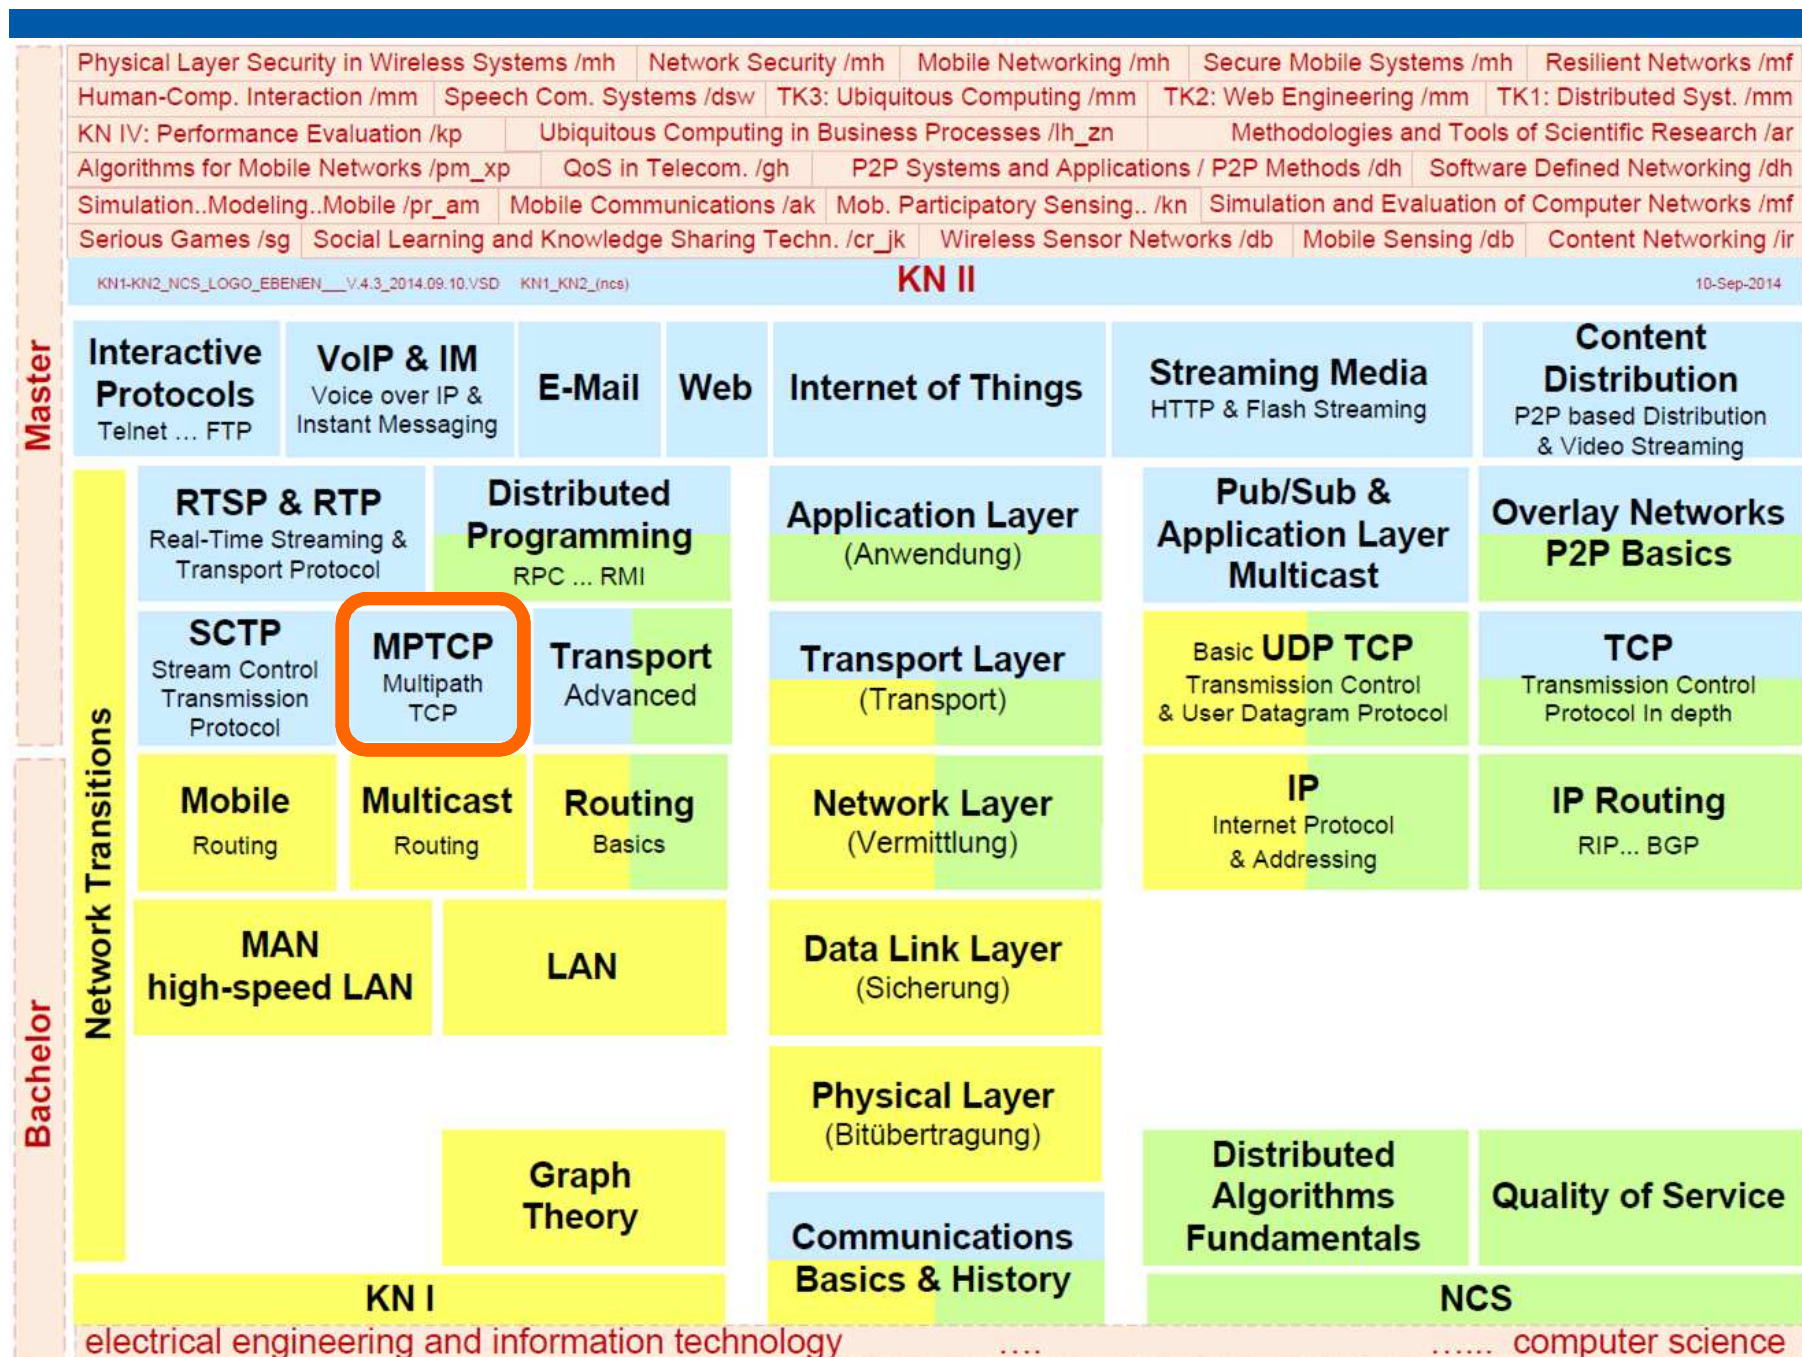 Physical Layer Security in Wireless Systems /mh Network Security /mh Mobile Networking /mh Secure Mobile Systems /mh Resilient Networks /mf
Human-Comp. Interaction /mm Speech Com. Systems /dsw TK3: Ubiquitous Computing /mm TK2: Web Engineering /mm TK1: Distributed Syst. /mm
KN IV: Performance Evaluation /kp Ubiquitous Computing in Business Processes /lh_zn Methodologies and Tools of Scientific Research /ar
Algorithms for Mobile Networks /pm_xp QoS in Telecom. /gh P2P Systems and Applications / P2P Methods /dh Software Defined Networking /dh
Simulation..Modeling..Mobile /pr_am Mobile Communications /ak Mob. Participatory Sensing.. /kn Simulation and Evaluation of Computer Networks /mf
Serious Games /sg Social Learning and Knowledge Sharing Techn. /cr_jk Wireless Sensor Networks /db Mobile Sensing /db Content Networking /ir
KN1-KN2_NCS_LOGO_EBENEN___V.4.3_2014.09.10.VSD KN1_KN2_(ncs) KN II 10-Sep-2014
Master
Interactive
Protocols
Telnet ... FTP
VoIP & IM
Voice over IP &
Instant Messaging
E-Mail
Web
Internet of Things
Streaming Media
HTTP & Flash Streaming
Content
Distribution
P2P based Distribution
& Video Streaming
Network Transitions
RTSP & RTP
Real-Time Streaming &
Transport Protocol
Distributed
Programming
RPC ... RMI
Application Layer
(Anwendung)
Pub/Sub &
Application Layer
Multicast
Overlay Networks
P2P Basics
SCTP
Stream Control
Transmission
Protocol
MPTCP
Multipath
TCP
Transport
Advanced
Transport Layer
(Transport)
Basic UDP TCP
Transmission Control
& User Datagram Protocol
TCP
Transmission Control
Protocol In depth
Bachelor
Mobile
Routing
Multicast
Routing
Routing
Basics
Network Layer
(Vermittlung)
IP
Internet Protocol
& Addressing
IP Routing
RIP... BGP
MAN
high-speed LAN
LAN
Data Link Layer
(Sicherung)
Physical Layer
(Bitübertragung)
Graph
Theory
Communications
Basics & History
Distributed
Algorithms
Fundamentals
Quality of Service
KN I
NCS
electrical engineering and information technology .... ...... computer science